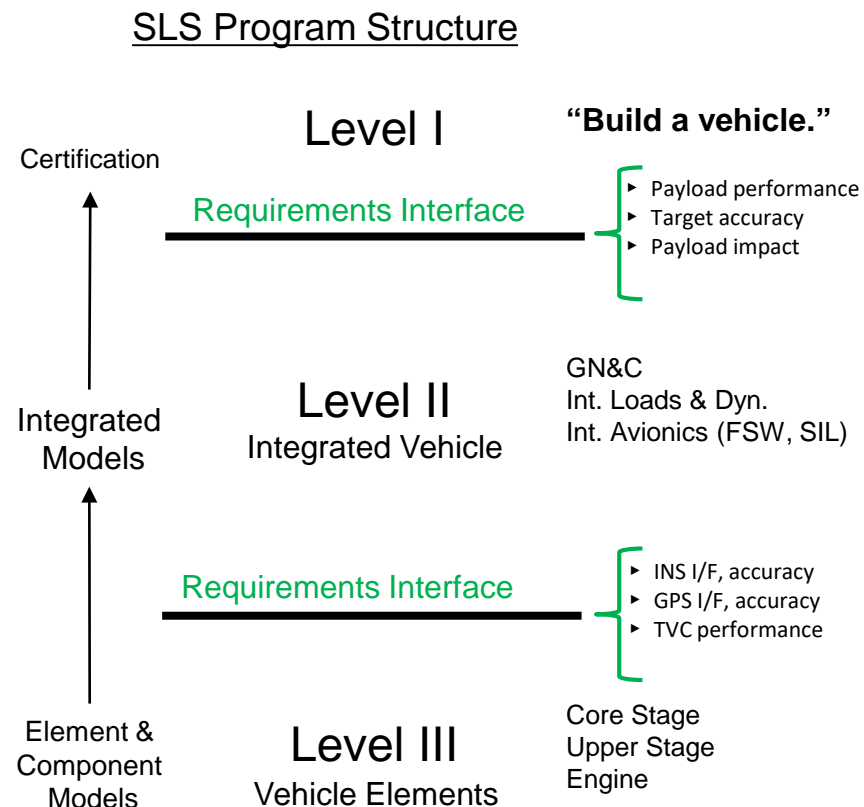 SLS Program Structure
Level I
“Build a vehicle.”
Certification
Requirements Interface
▸ Payload performance
▸ Target accuracy
▸ Payload impact
Integrated
Models
Level II
Integrated Vehicle
GN&C
Int. Loads & Dyn.
Int. Avionics (FSW, SIL)
Requirements Interface
▸ INS I/F, accuracy
▸ GPS I/F, accuracy
▸ TVC performance
Element &
Component
Models
Level III
Vehicle Elements
Core Stage
Upper Stage
Engine